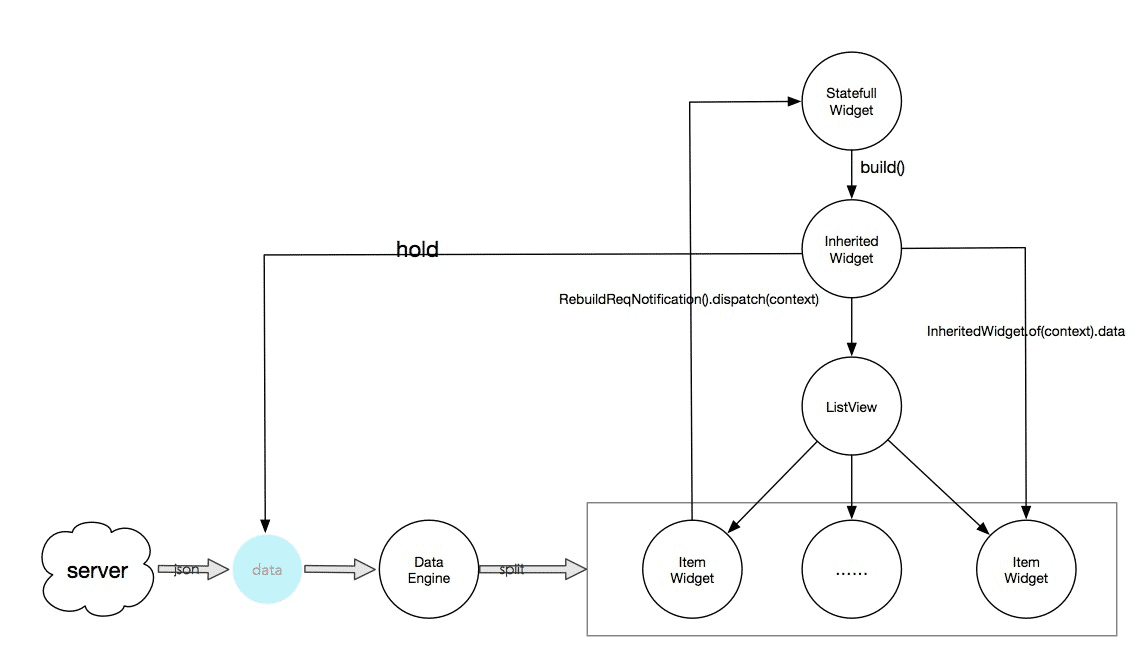 Statefull
Widget
build()
Inherited
Widget
hold
RebuildReqNotification().dispatch(context)
InheritedWidget.of(context).data
ListView
server
json
data
Data
Engine
split
Item
Widget
......
Item
Widget